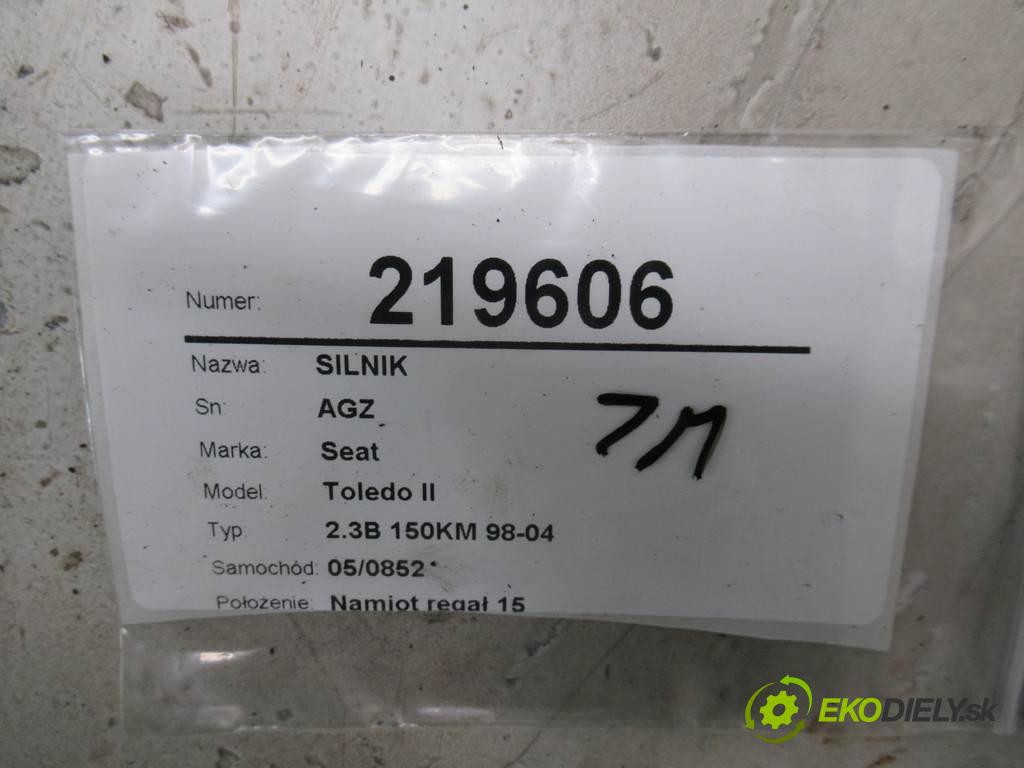 Numer: 219606
Nazwa: SILNIK
Sn: AGZ
Marka: Seat
Model: Toledo II
Typ: 2.3B 150KM 98-04
Samochód: 05/0852*
Położenie: Namiot regał 15
EKODIELY.sk